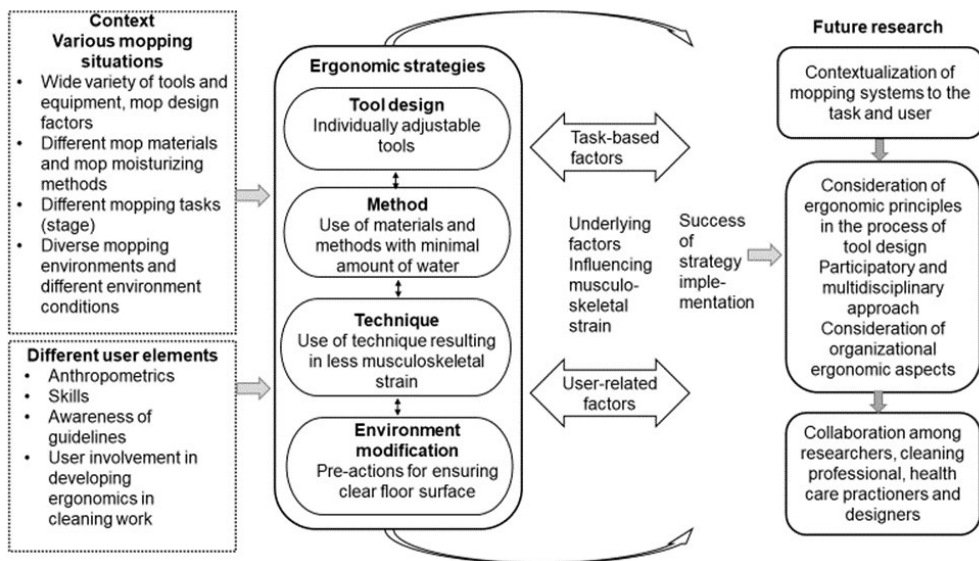 Context
Various mopping
situations
• Wide variety of tools and
equipment, mop design
factors
• Different mop materials
and mop moisturizing
methods
• Different mopping tasks
(stage)
• Diverse mopping
environments and
different environment
conditions
Different user elements
• Anthropometrics
• Skills
• Awareness of
guidelines
• User involvement in
developing
ergonomics in
cleaning work
Ergonomic strategies
Tool design
Individually adjustable
tools
Method
Use of materials and
methods with minimal
amount of water
Technique
Use of technique resulting
in less musculoskeletal
strain
Environment
modification
Pre-actions for ensuring
clear floor surface
Task-based
factors
Underlying
factors
Influencing
musculo-
skeletal
strain
Success of
strategy
imple-
mentation
User-related
factors
Future research
Contextualization of
mopping systems to the
task and user
Consideration of
ergonomic principles
in the process of
tool design
Participatory and
multidisciplinary
approach
Consideration of
organizational
ergonomic aspects
Collaboration among
researchers, cleaning
professional, health
care practioners and
designers